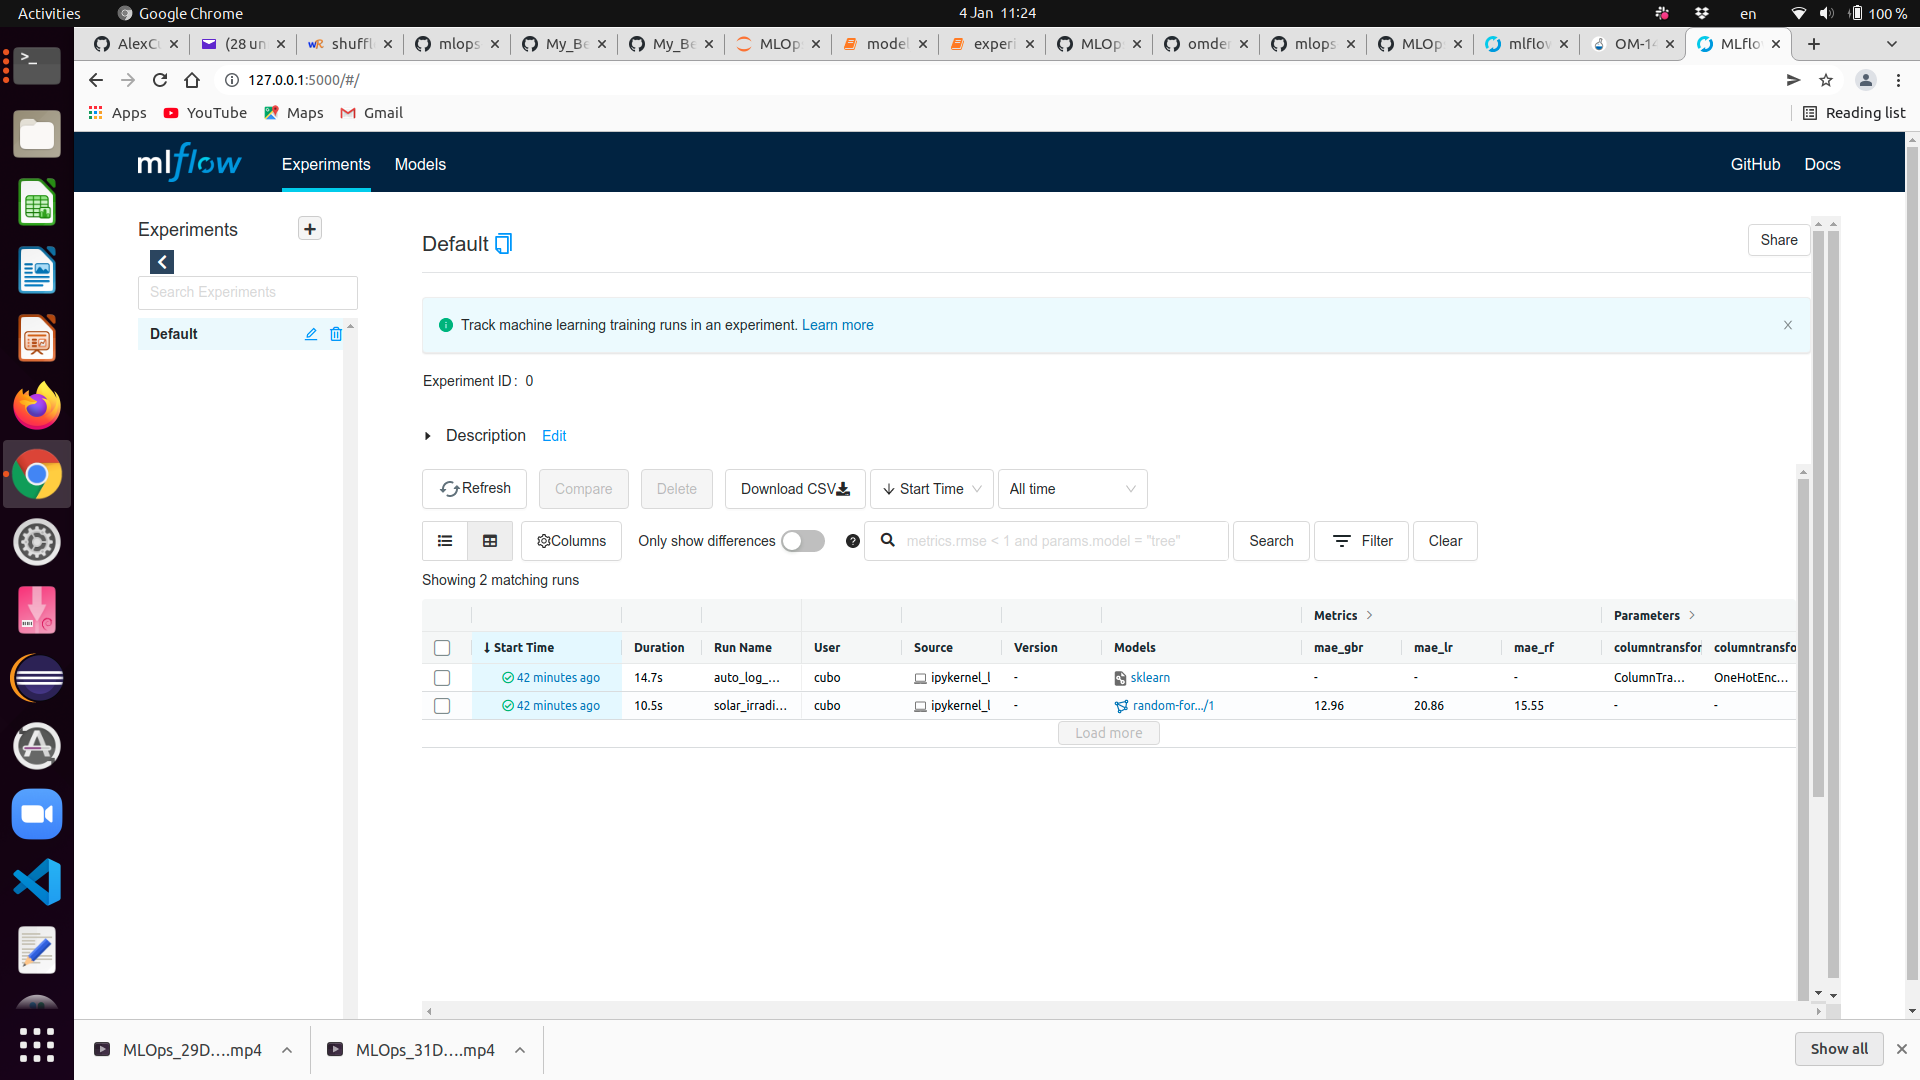 Activities Google Chrome 4 Jan 11:24 en 100 %
AlexCu (28 un shuffl mlops My_Be My_Be MLOp model experi MLOp omde mlops MLOp mlflow OM-1 MLflo
127.0.0.1:5000/#/
Apps YouTube Maps Gmail Reading list
mlflow Experiments Models GitHub Docs
Experiments
Search Experiments
Default
Default
Share
Track machine learning training runs in an experiment. Learn more
Experiment ID: 0
Description Edit
Refresh Compare Delete Download CSV Start Time All time
Columns Only show differences metrics.rmse < 1 and params.model = "tree" Search Filter Clear
Showing 2 matching runs
Metrics > Parameters >
↓ Start Time Duration Run Name User Source Version Models mae_gbr mae_lr mae_rf columntransfor columntransfo
42 minutes ago 14.7s auto_log_... cubo ipykernel_l - sklearn - - - ColumnTra... OneHotEnc...
42 minutes ago 10.5s solar_irradi... cubo ipykernel_l - random-for.../1 12.96 20.86 15.55 - -
Load more
MLOps_29D....mp4 MLOps_31D....mp4 Show all